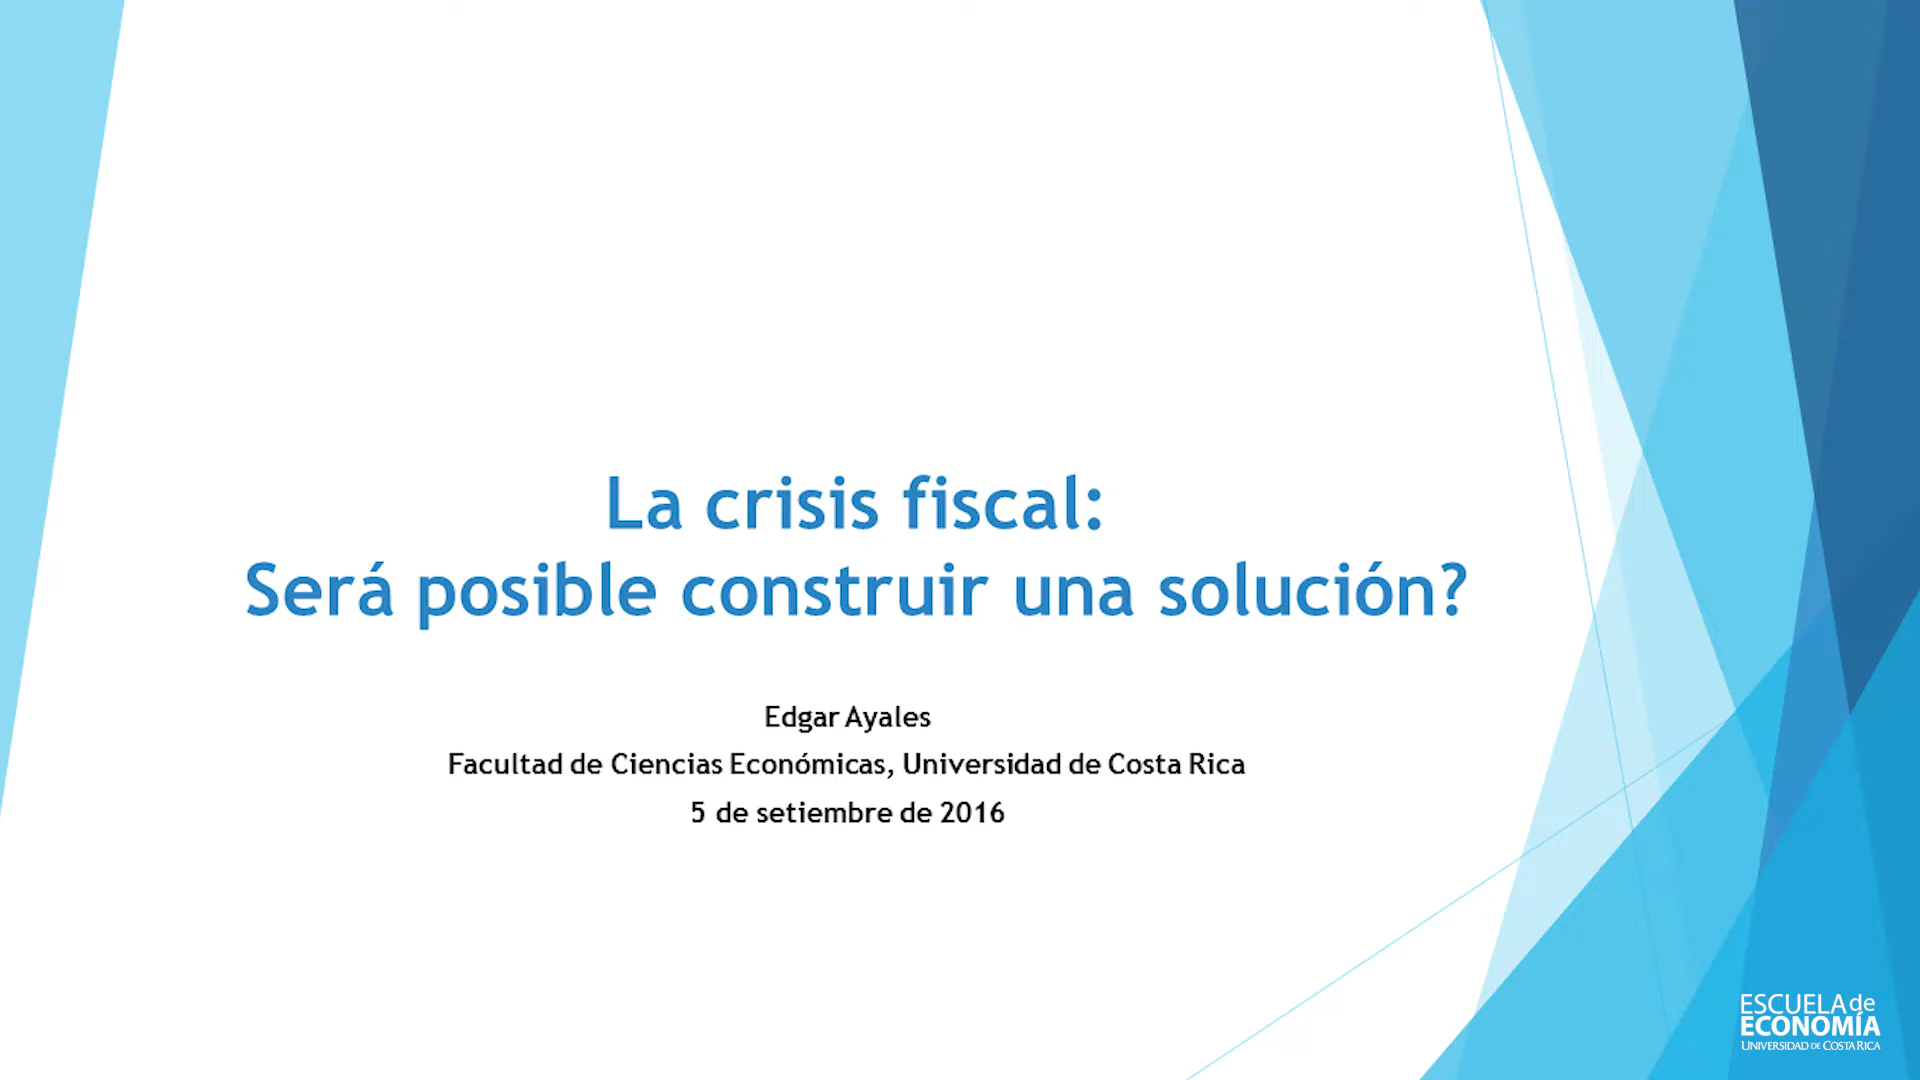 La crisis fiscal:
Será posible construir una solución?
Edgar Ayales
Facultad de Ciencias Económicas, Universidad de Costa Rica
5 de setiembre de 2016
ESCUELA de
ECONOMÍA
UNIVERSIDAD DE COSTA RICA